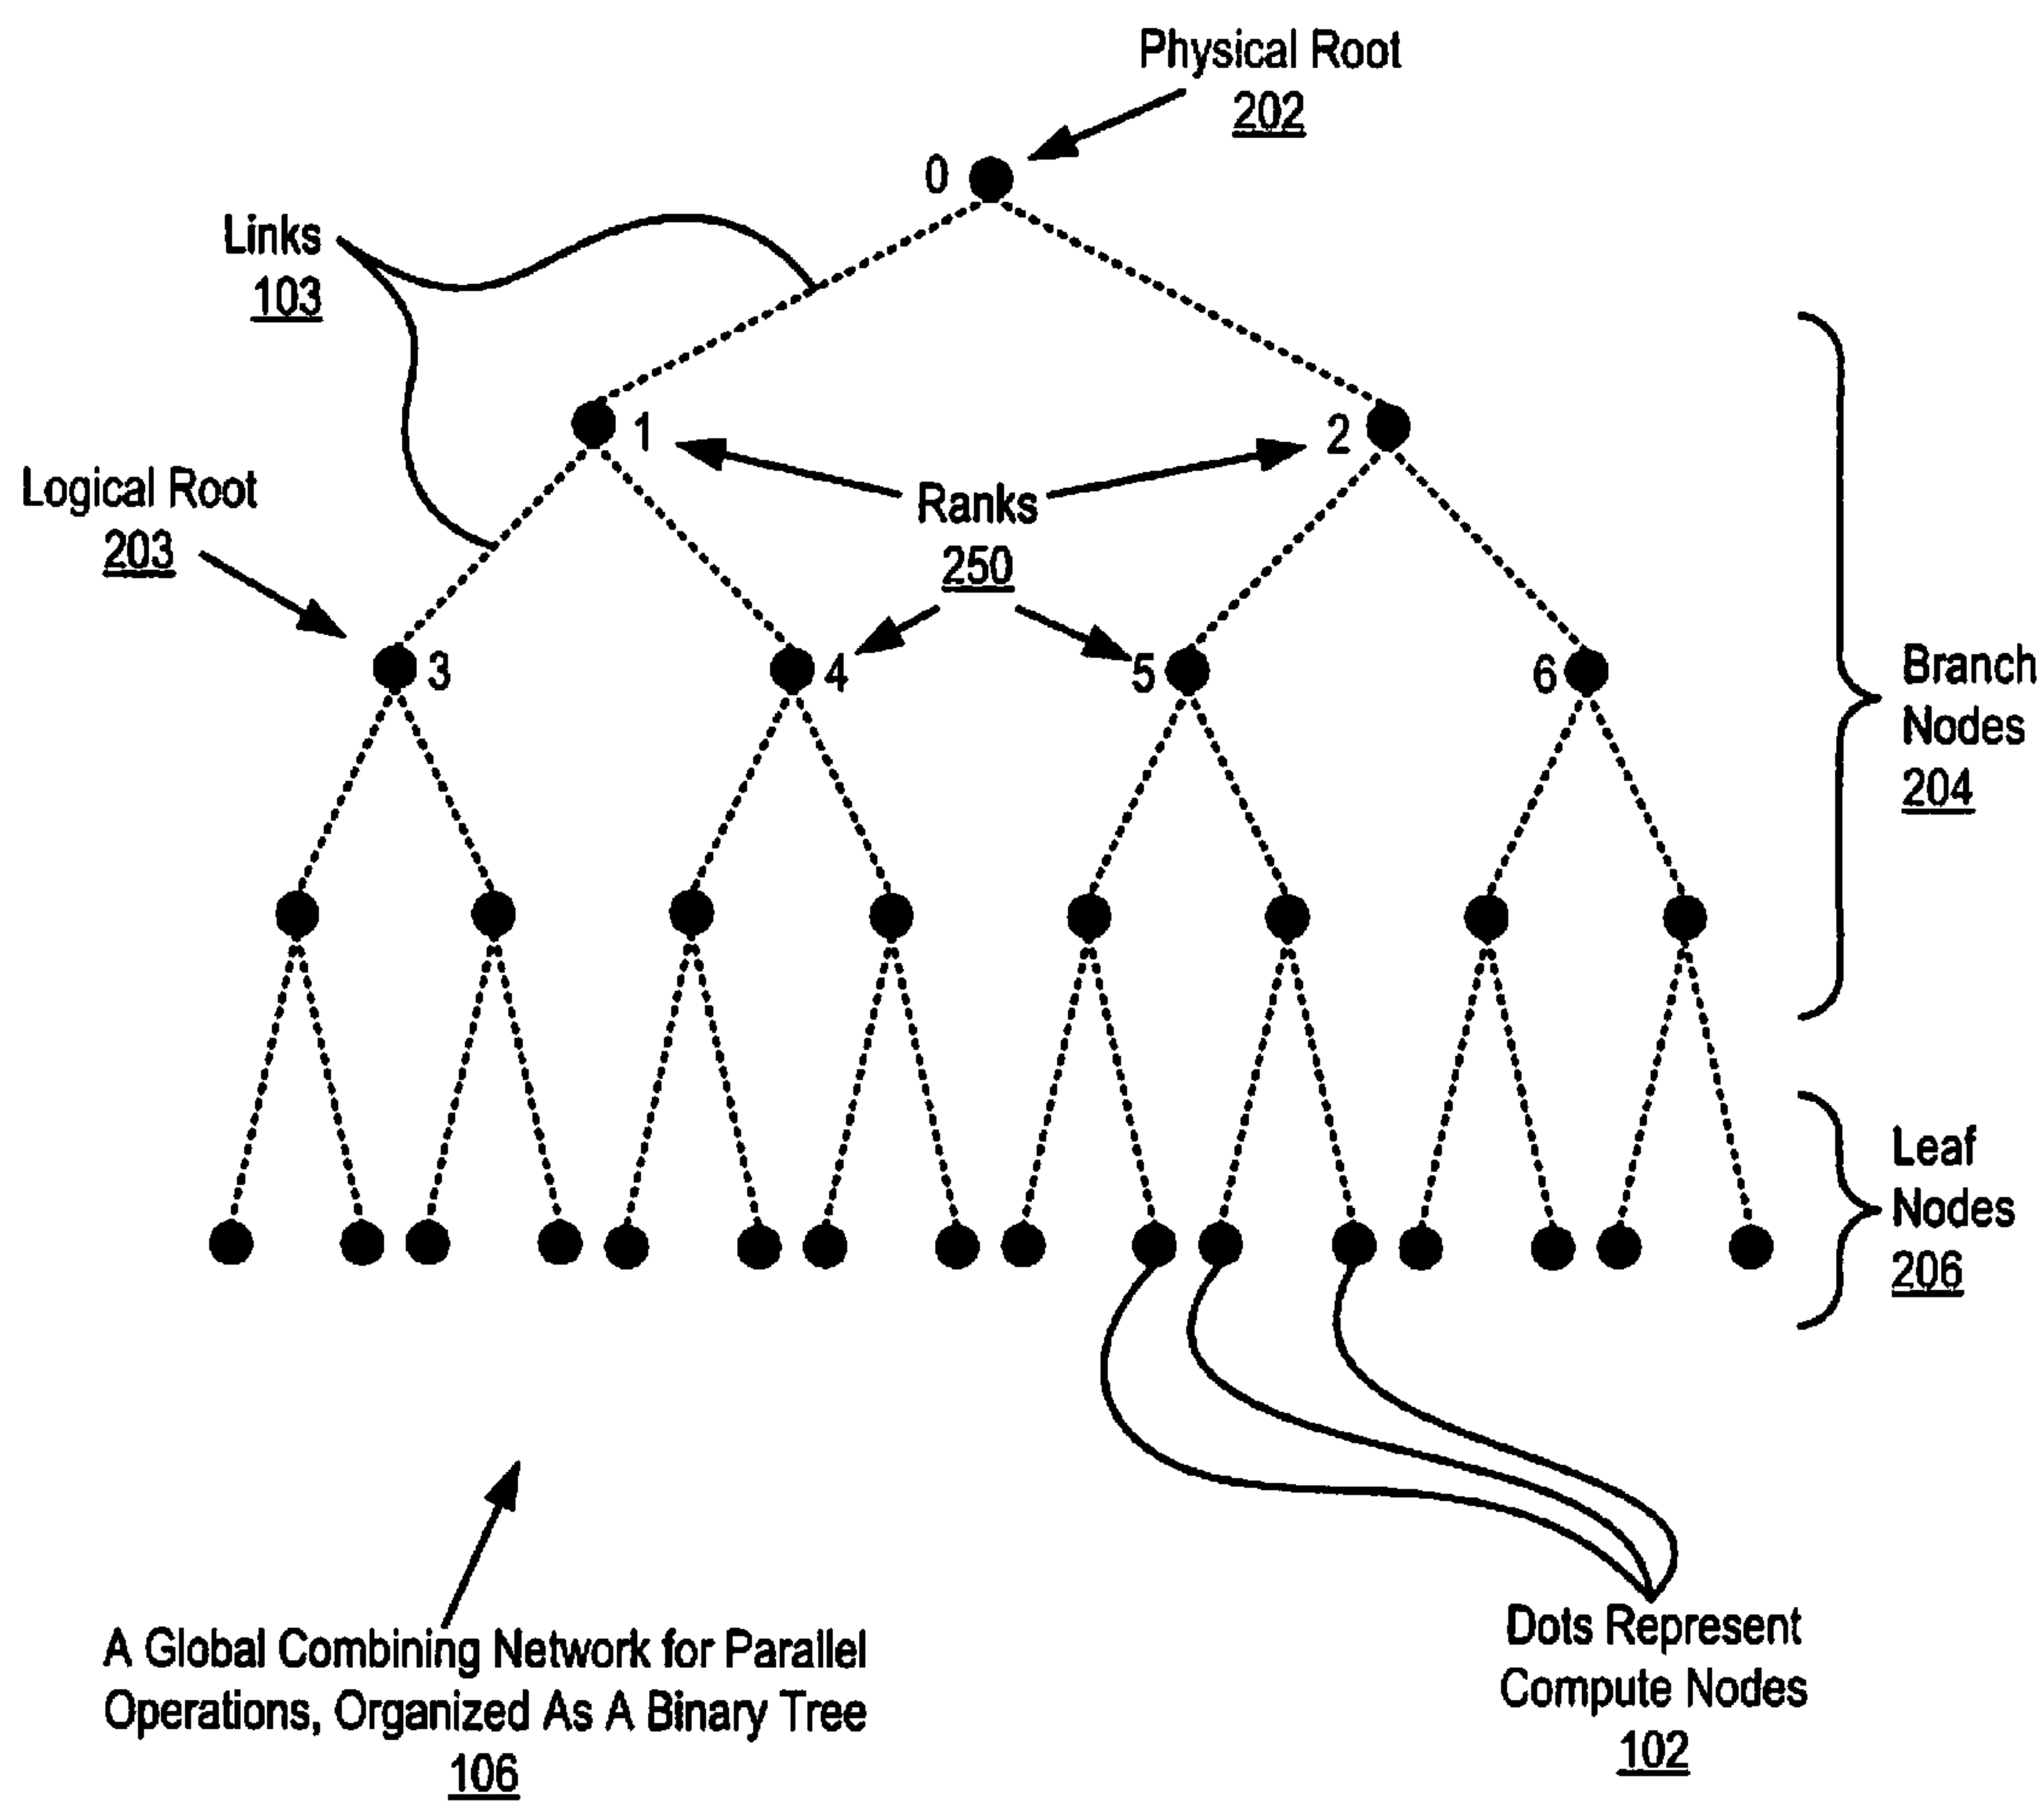 Physical Root
202
0
Links
103
1
2
Logical Root
203
Ranks
250
3
4
5
6
Branch
Nodes
204
Leaf
Nodes
206
A Global Combining Network for Parallel
Operations, Organized As A Binary Tree
106
Dots Represent
Compute Nodes
102